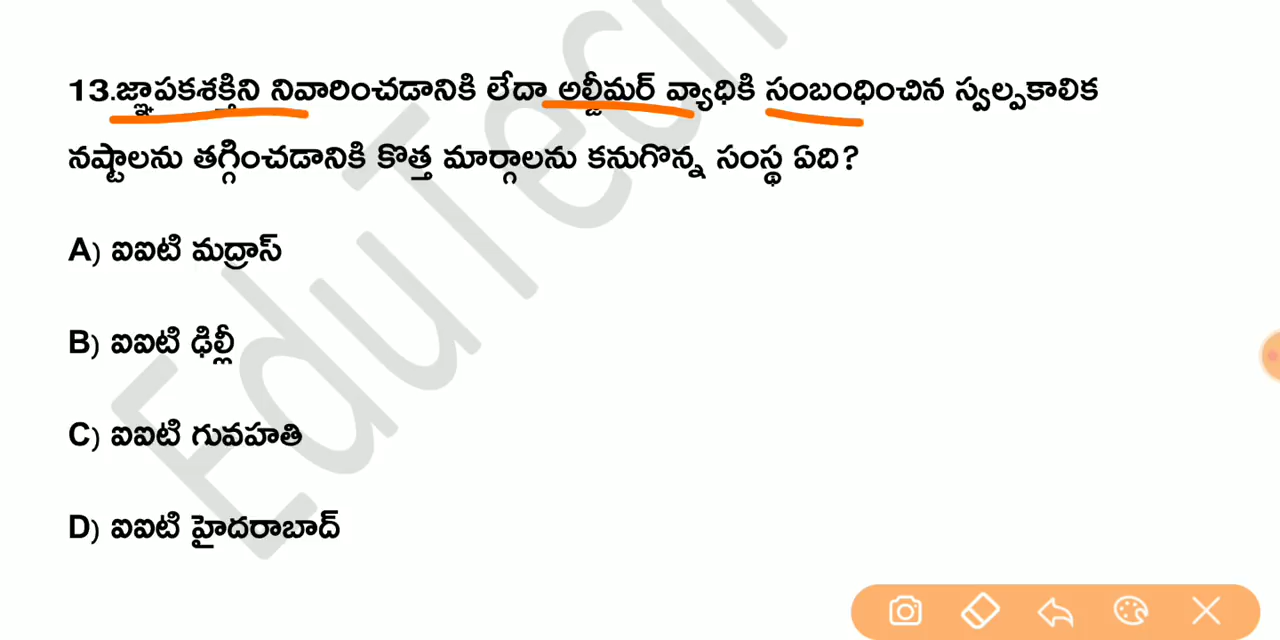 13.జ్ఞాపకశక్తిని నివారించడానికి లేదా అల్జీమర్ వ్యాధికి సంబంధించిన స్వల్పకాలిక
నష్టాలను తగ్గించడానికి కొత్త మార్గాలను కనుగొన్న సంస్థ ఏది?
A) ఐఐటి మద్రాస్
B) ఐఐటి ఢిల్లీ
C) ఐఐటి గువహతి
D) ఐఐటి హైదరాబాద్
EduTech